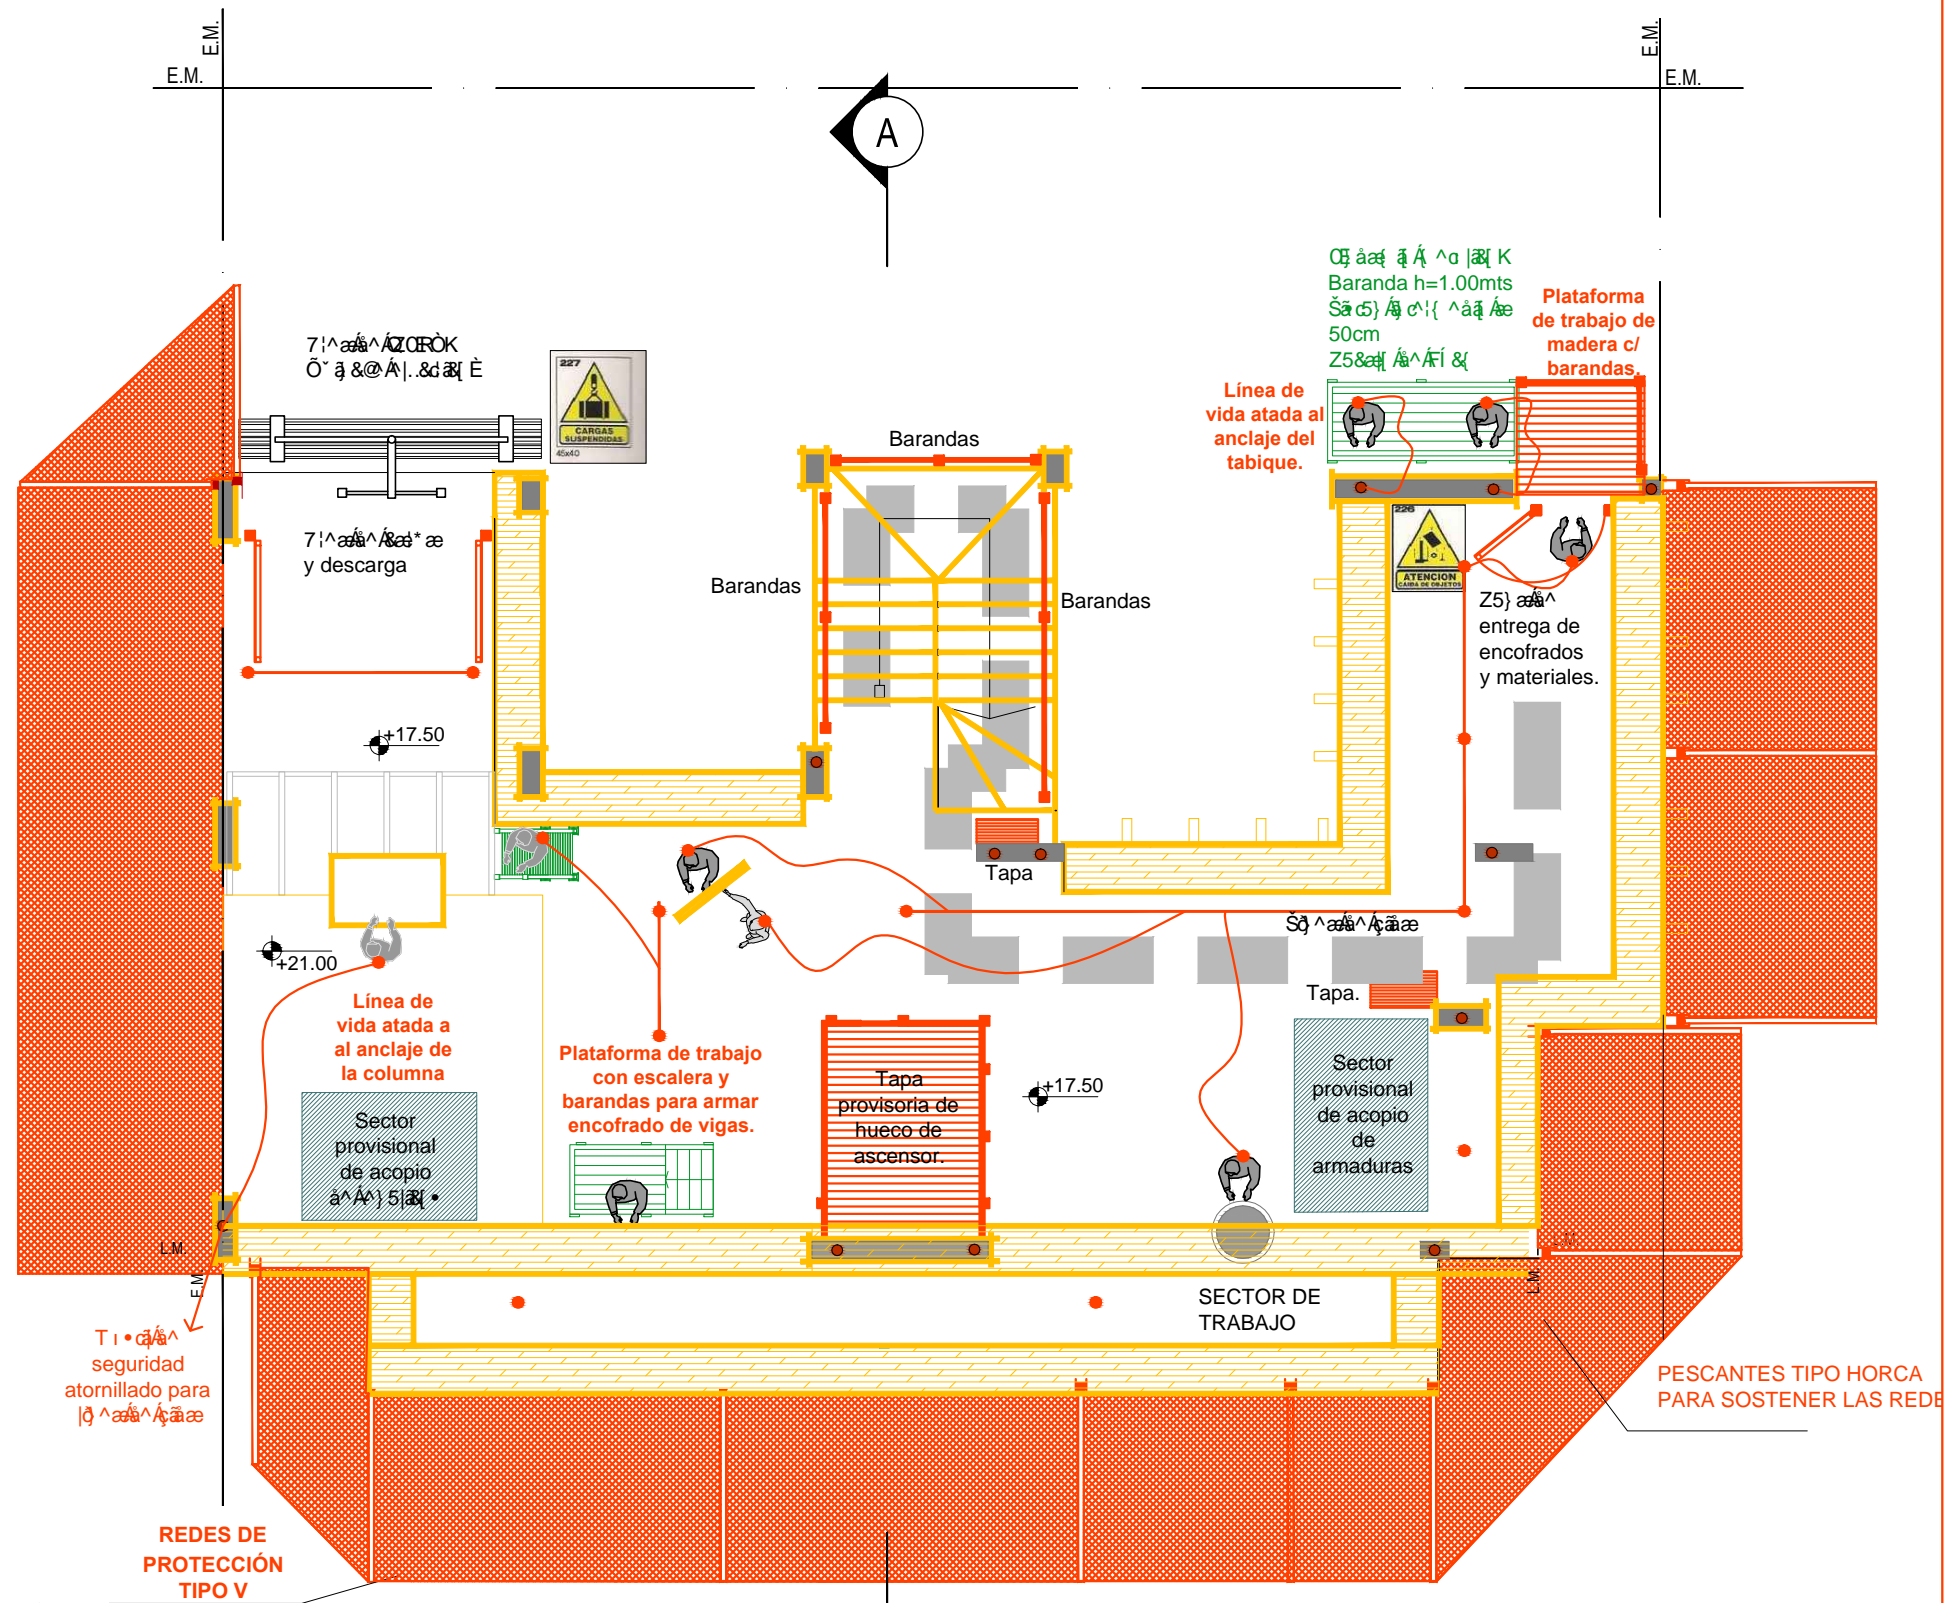 E.M.
E.M.
E.M.
E.M.
A
Baranda h=1.00mts
50cm
Plataforma
de trabajo de
madera c/
barandas.
227
CARGAS
SUSPENDIDAS
45x40
Línea de
vida atada al
anclaje del
tabique.
Barandas
226
ATENCION
CAIDA DE OBJETOS
y descarga
Barandas
Barandas
entrega de
encofrados
y materiales.
+17.50
Tapa
+21.00
Tapa.
Línea de
vida atada a
al anclaje de
la columna
Plataforma de trabajo
con escalera y
barandas para armar
encofrado de vigas.
Tapa
provisoria de
hueco de
ascensor.
+17.50
Sector
provisional
de acopio
de
armaduras
Sector
provisional
de acopio
L.M.
E.M.
L.M.
L.M.
SECTOR DE
TRABAJO
seguridad
atornillado para
PESCANTES TIPO HORCA
PARA SOSTENER LAS REDE
REDES DE
PROTECCIÓN
TIPO V